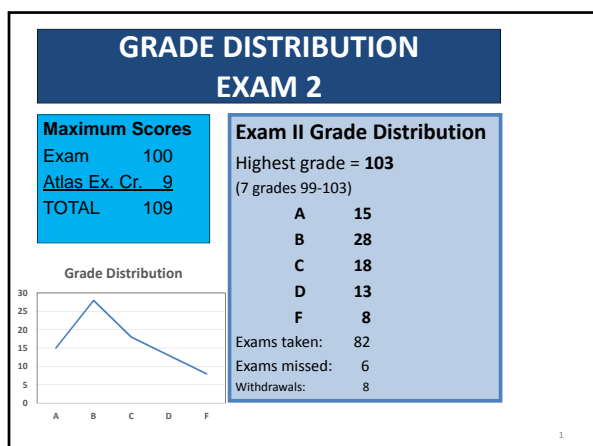 GRADE DISTRIBUTION
EXAM 2
Maximum Scores
Exam 100
Atlas Ex. Cr. 9
TOTAL 109
Exam II Grade Distribution
Highest grade = 103
(7 grades 99-103)
A 15
B 28
C 18
D 13
F 8
Exams taken: 82
Exams missed: 6
Withdrawals: 8
Grade Distribution
30
25
20
15
10
5
0
A B C D F
1